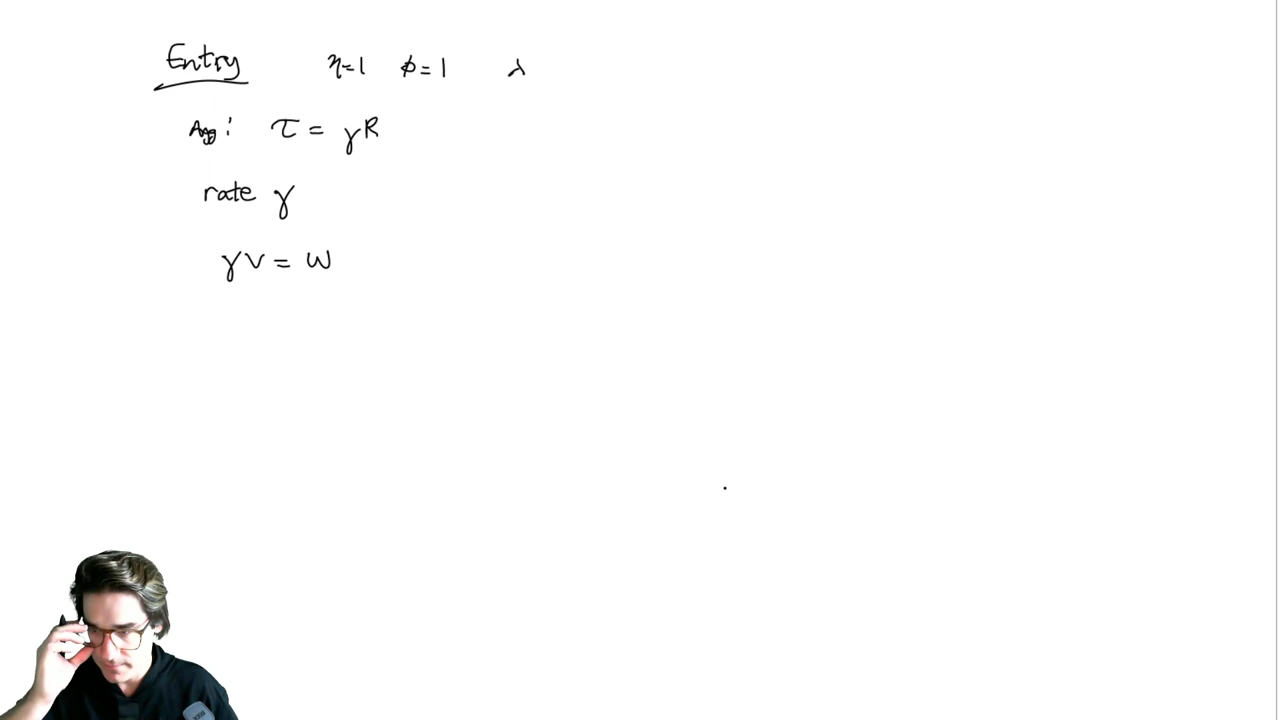 Entry η=1 ϕ=1 λ
Agg: τ = γR
rate γ
γV = w